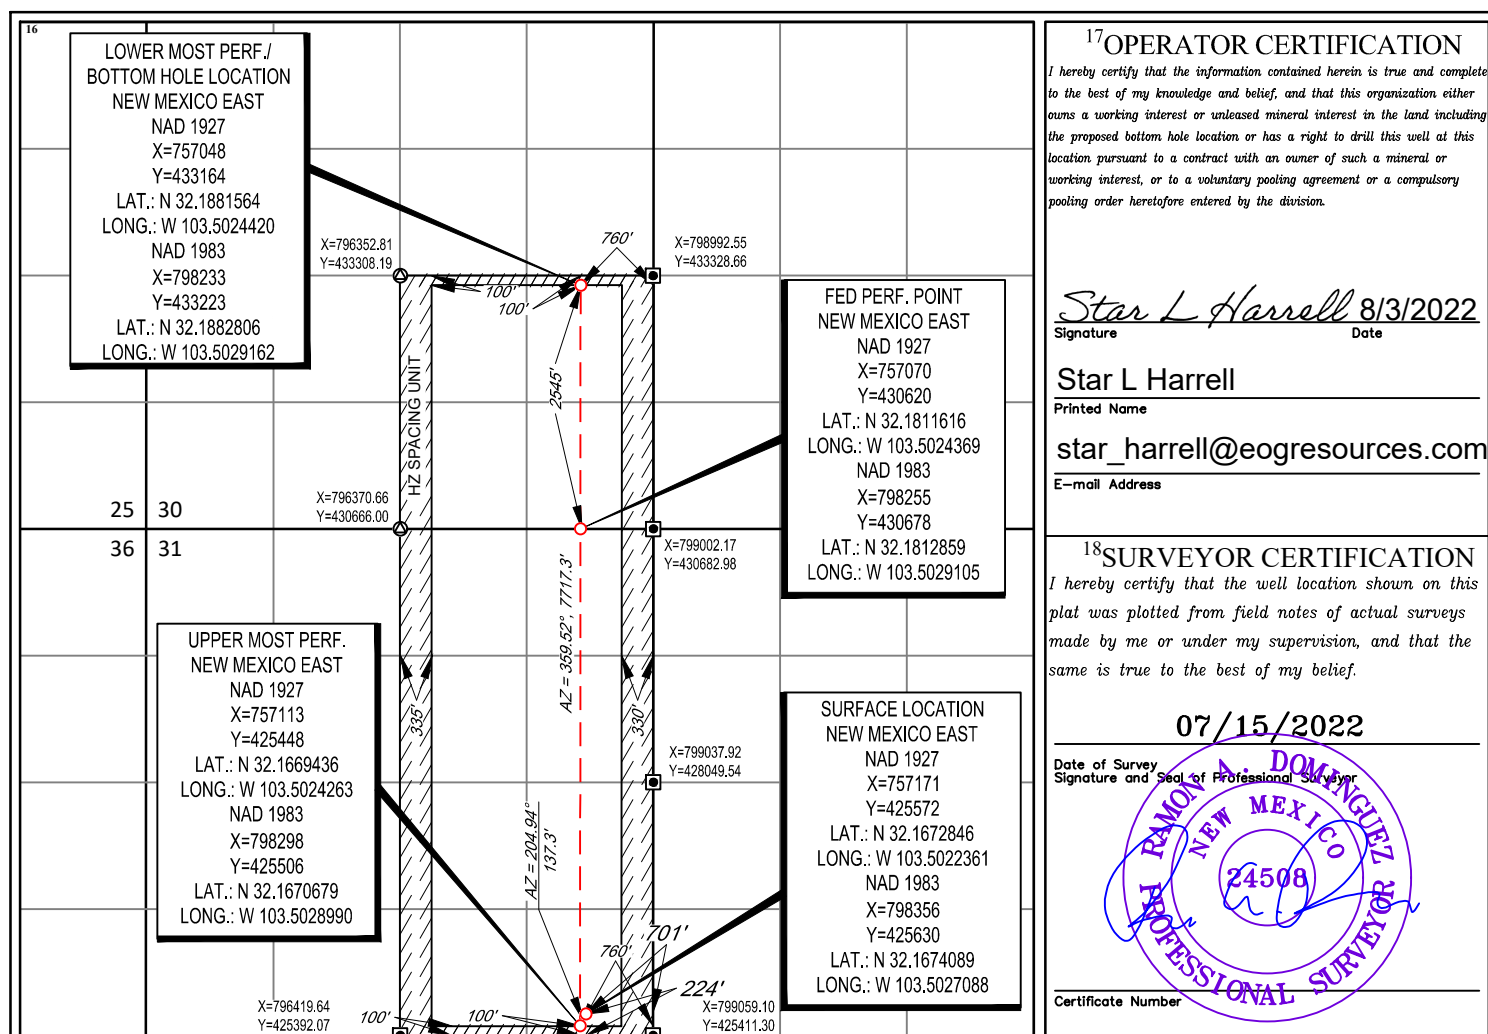 16
LOWER MOST PERF./
BOTTOM HOLE LOCATION
NEW MEXICO EAST
NAD 1927
X=757048
Y=433164
LAT.: N 32.1881564
LONG.: W 103.5024420
NAD 1983
X=798233
Y=433223
LAT.: N 32.1882806
LONG.: W 103.5029162
X=796352.81
Y=433308.19
760'
X=798992.55
Y=433328.66
100'
100'
2545'
HZ SPACING UNIT
FED PERF. POINT
NEW MEXICO EAST
NAD 1927
X=757070
Y=430620
LAT.: N 32.1811616
LONG.: W 103.5024369
NAD 1983
X=798255
Y=430678
LAT.: N 32.1812859
LONG.: W 103.5029105
X=796370.66
Y=430666.00
25 30
36 31
X=799002.17
Y=430682.98
AZ = 359.52°, 7717.3'
UPPER MOST PERF.
NEW MEXICO EAST
NAD 1927
X=757113
Y=425448
LAT.: N 32.1669436
LONG.: W 103.5024263
NAD 1983
X=798298
Y=425506
LAT.: N 32.1670679
LONG.: W 103.5028990
335'
330'
X=799037.92
Y=428049.54
AZ = 204.94°
137.3'
SURFACE LOCATION
NEW MEXICO EAST
NAD 1927
X=757171
Y=425572
LAT.: N 32.1672846
LONG.: W 103.5022361
NAD 1983
X=798356
Y=425630
LAT.: N 32.1674089
LONG.: W 103.5027088
760'
701'
224'
X=796419.64
Y=425392.07
100'
100'
X=799059.10
Y=425411.30
17 OPERATOR CERTIFICATION
I hereby certify that the information contained herein is true and complete
to the best of my knowledge and belief, and that this organization either
owns a working interest or unleased mineral interest in the land including
the proposed bottom hole location or has a right to drill this well at this
location pursuant to a contract with an owner of such a mineral or
working interest, or to a voluntary pooling agreement or a compulsory
pooling order heretofore entered by the division.
Star L Harrell 8/3/2022
Signature Date
Star L Harrell
Printed Name
star_harrell@eogresources.com
E-mail Address
18 SURVEYOR CERTIFICATION
I hereby certify that the well location shown on this
plat was plotted from field notes of actual surveys
made by me or under my supervision, and that the
same is true to the best of my belief.
07/15/2022
Date of Survey
Signature and Seal of Professional Surveyor
RAMON A. DOMINGUEZ
NEW MEXICO
24508
PROFESSIONAL SURVEYOR
Certificate Number